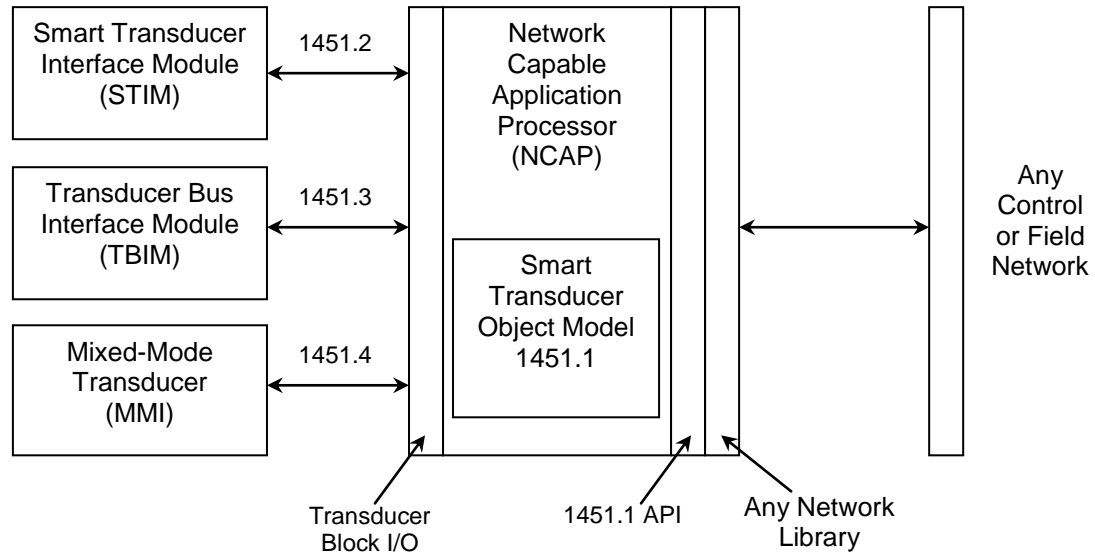 Smart Transducer
Interface Module
(STIM)
1451.2
Transducer Bus
Interface Module
(TBIM)
1451.3
Mixed-Mode
Transducer
(MMI)
1451.4
Network
Capable
Application
Processor
(NCAP)
Smart
Transducer
Object Model
1451.1
Any
Control
or Field
Network
Transducer
Block I/O
1451.1 API
Any Network
Library